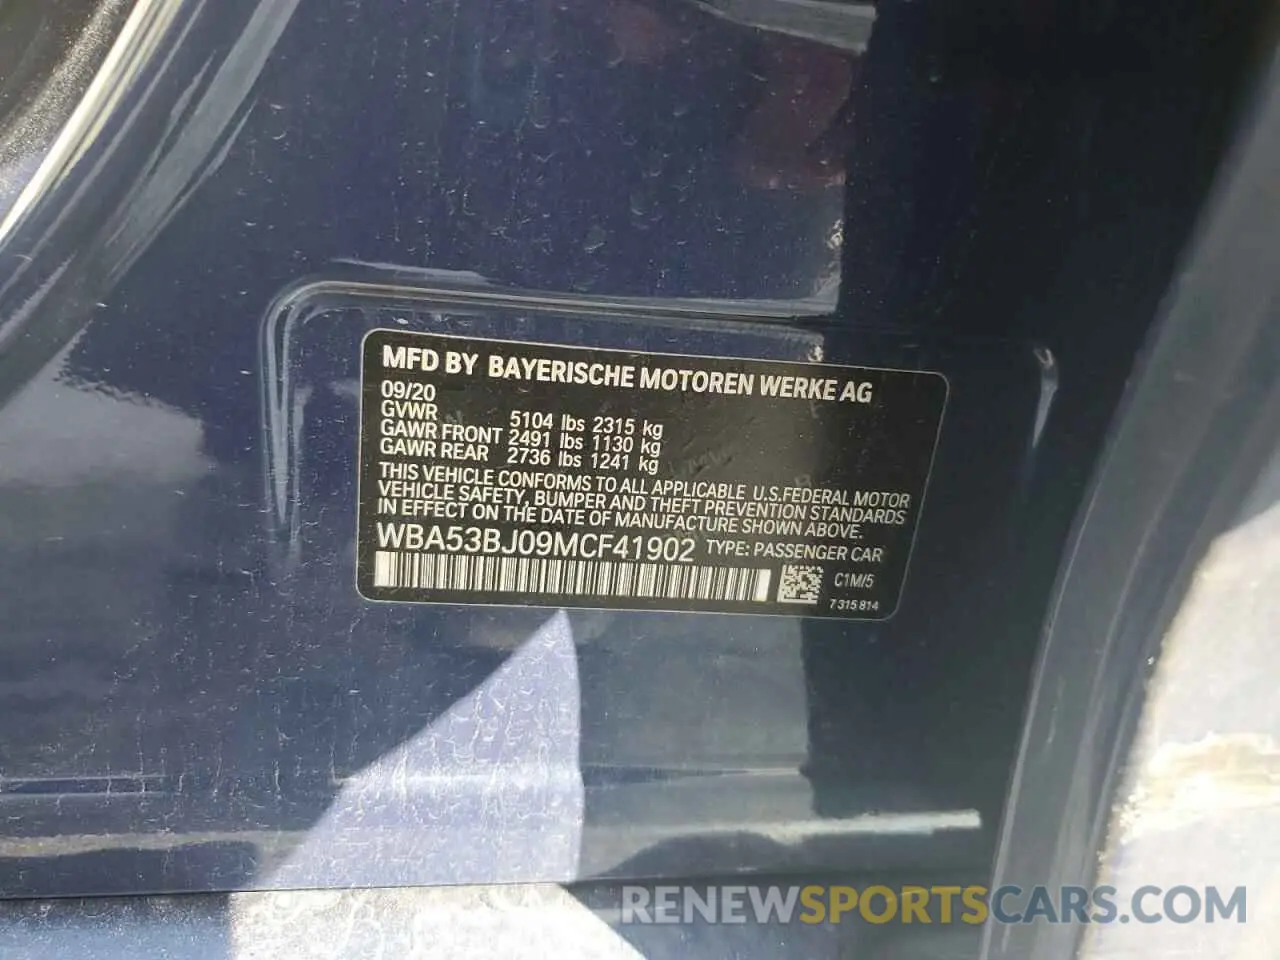 MFD BY BAYERISCHE MOTOREN WERKE AG
09/20
GVWR 5104 lbs 2315 kg
GAWR FRONT 2491 lbs 1130 kg
GAWR REAR 2736 lbs 1241 kg
THIS VEHICLE CONFORMS TO ALL APPLICABLE U.S.FEDERAL MOTOR
VEHICLE SAFETY, BUMPER AND THEFT PREVENTION STANDARDS
IN EFFECT ON THE DATE OF MANUFACTURE SHOWN ABOVE.
WBA53BJ09MCF41902 TYPE: PASSENGER CAR
C1M/5
7 315 814
RENEWSPORTSCARS.COM